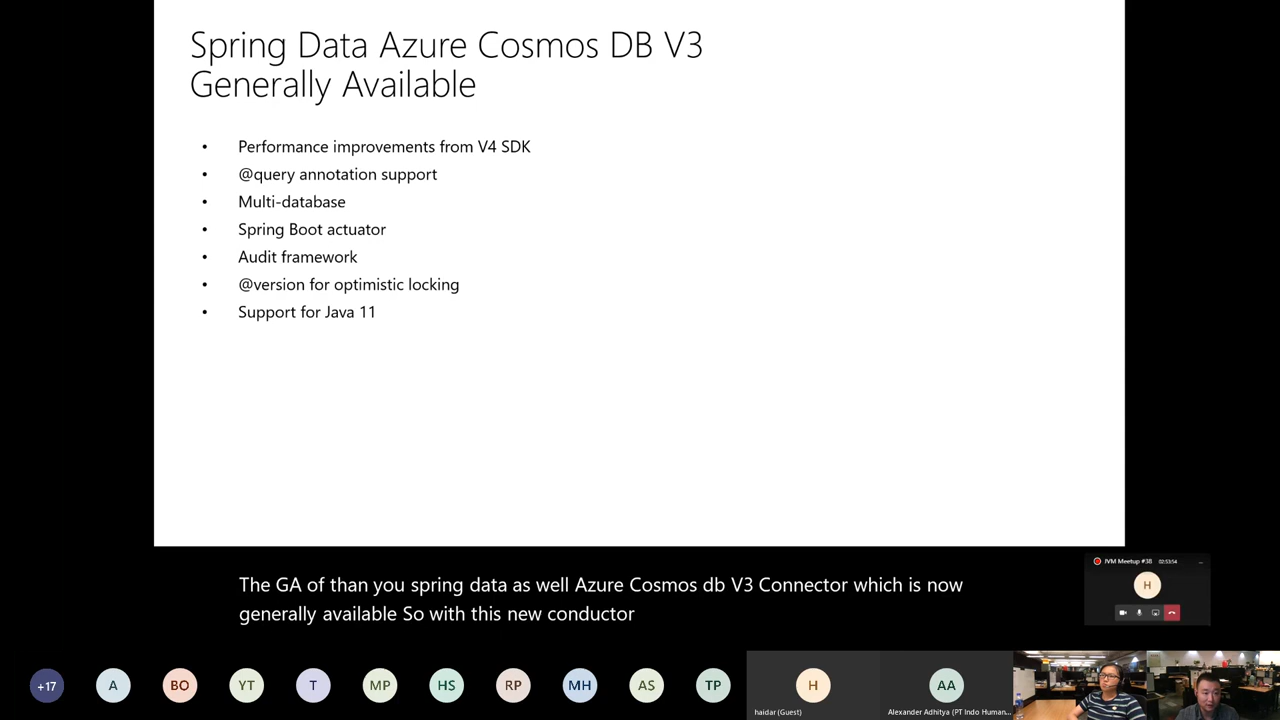 Spring Data Azure Cosmos DB V3
Generally Available
• Performance improvements from V4 SDK
• @query annotation support
• Multi-database
• Spring Boot actuator
• Audit framework
• @version for optimistic locking
• Support for Java 11
The GA of than you spring data as well Azure Cosmos db V3 Connector which is now
generally available So with this new conductor
JVM Meetup #38 02:53:54
H
+17 A BO YT T MP HS RP MH AS TP H AA
haidar (Guest) Alexander Adhitya (PT Indo Human...